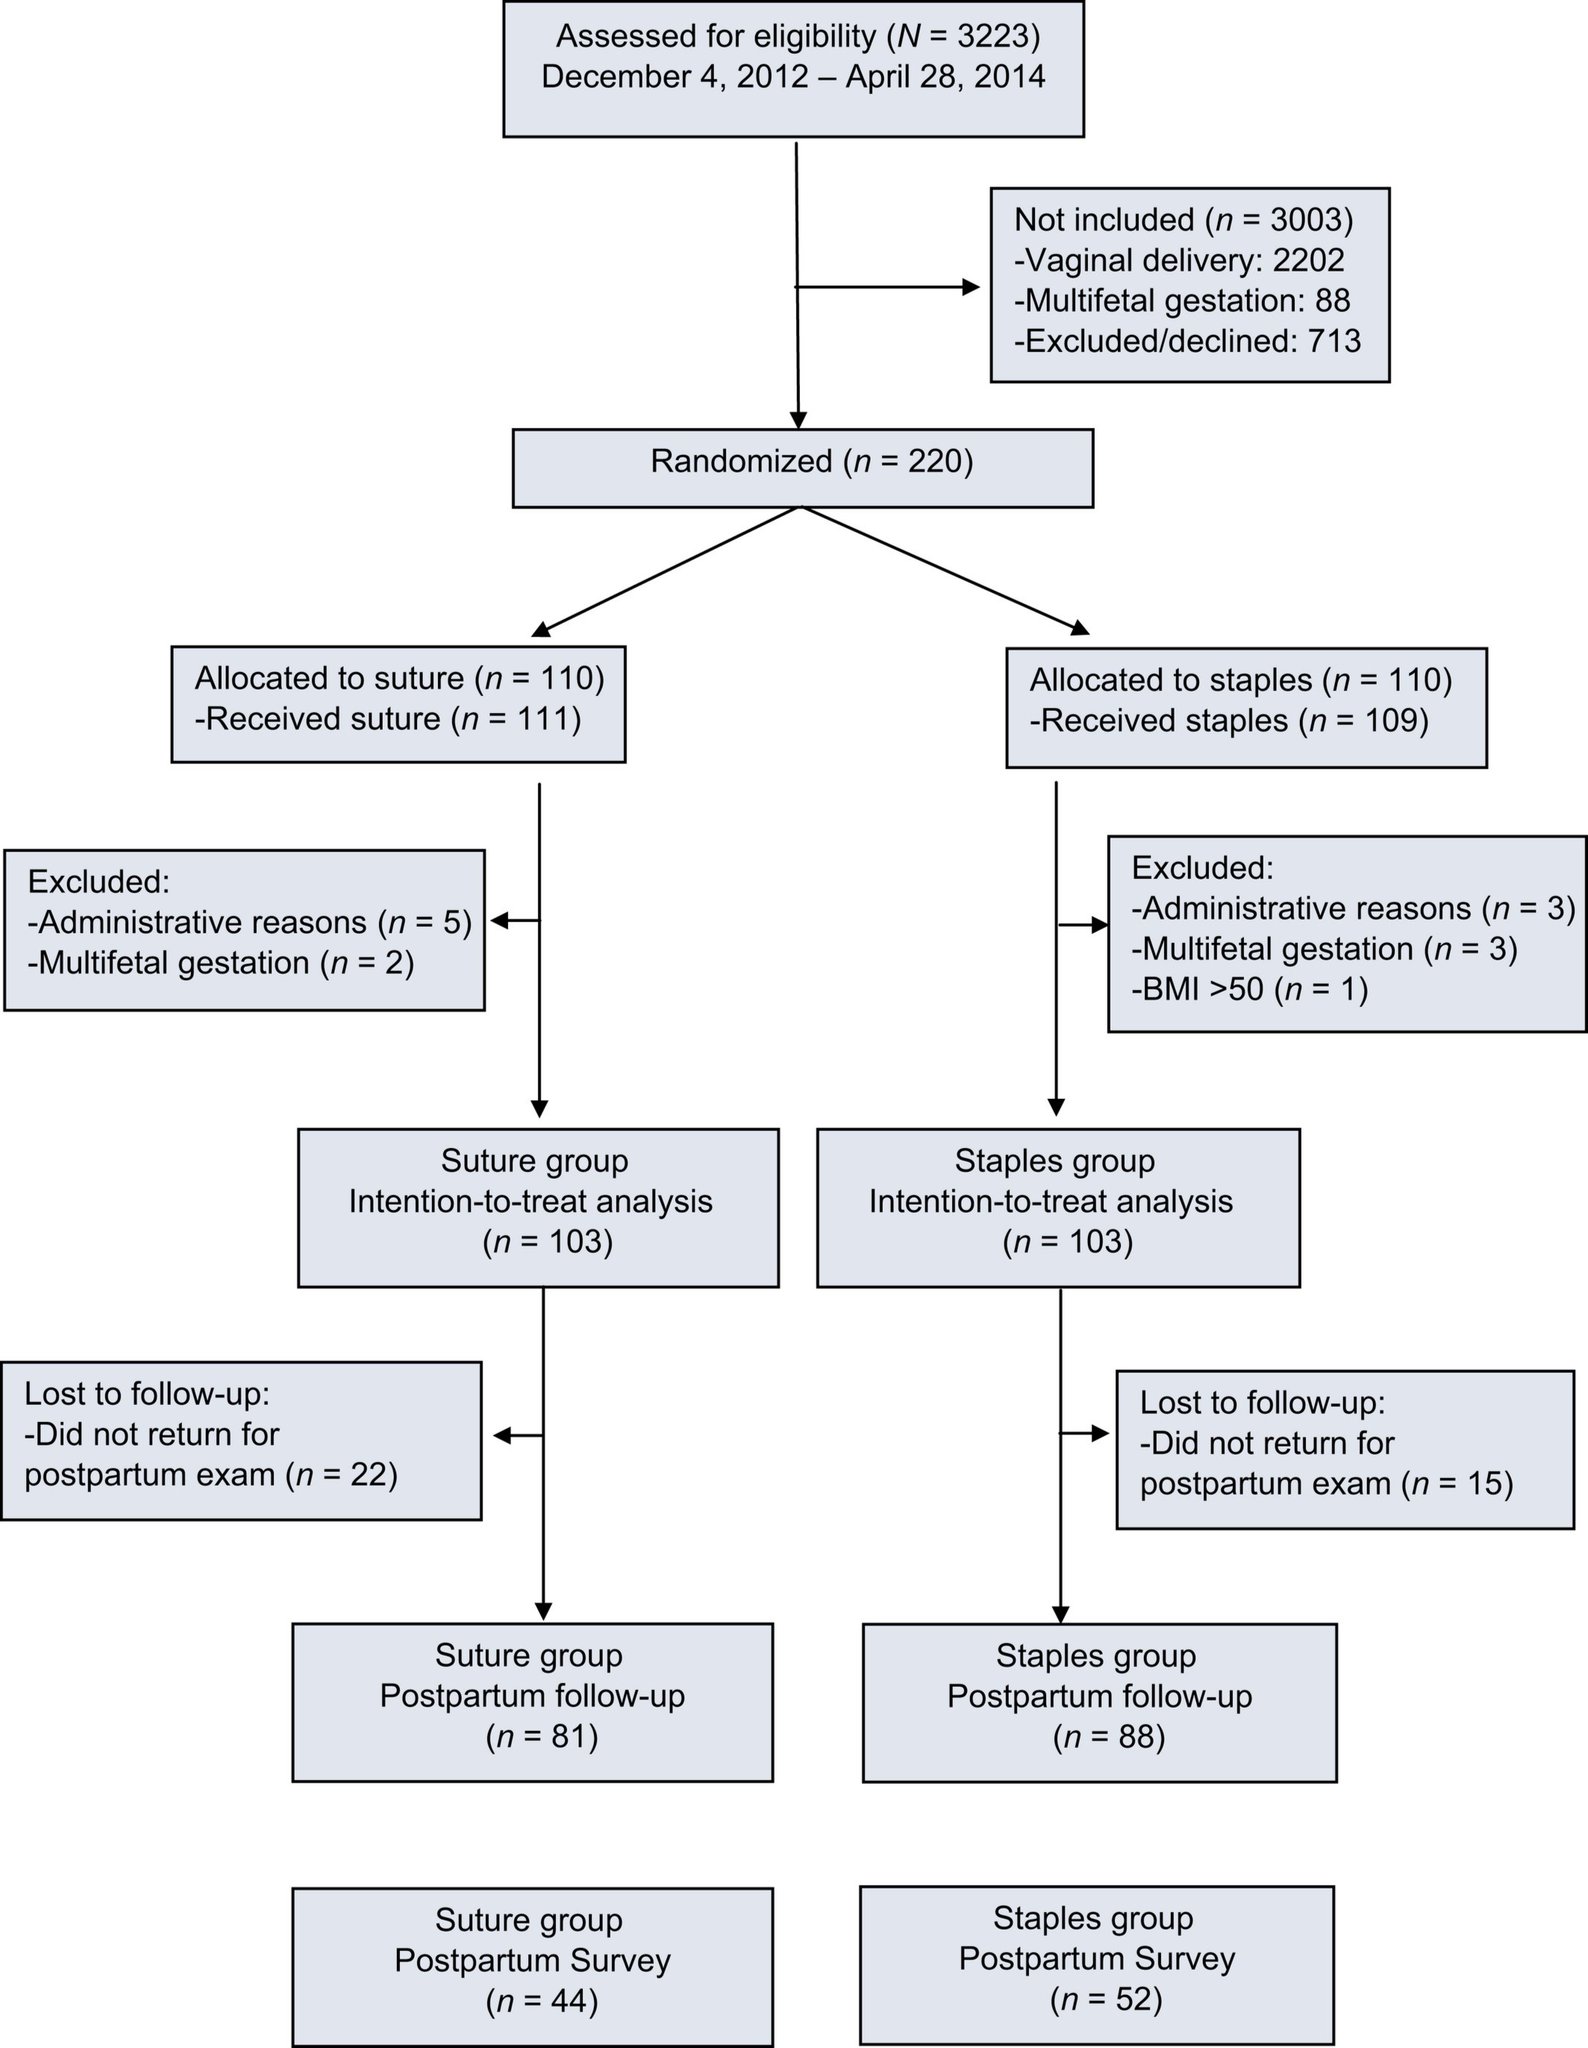 Assessed for eligibility (N = 3223)
December 4, 2012 – April 28, 2014
Not included (n = 3003)
-Vaginal delivery: 2202
-Multifetal gestation: 88
-Excluded/declined: 713
Randomized (n = 220)
Allocated to suture (n = 110)
-Received suture (n = 111)
Allocated to staples (n = 110)
-Received staples (n = 109)
Excluded:
-Administrative reasons (n = 5)
-Multifetal gestation (n = 2)
Excluded:
-Administrative reasons (n = 3)
-Multifetal gestation (n = 3)
-BMI >50 (n = 1)
Suture group
Intention-to-treat analysis
(n = 103)
Staples group
Intention-to-treat analysis
(n = 103)
Lost to follow-up:
-Did not return for
postpartum exam (n = 22)
Lost to follow-up:
-Did not return for
postpartum exam (n = 15)
Suture group
Postpartum follow-up
(n = 81)
Staples group
Postpartum follow-up
(n = 88)
Suture group
Postpartum Survey
(n = 44)
Staples group
Postpartum Survey
(n = 52)